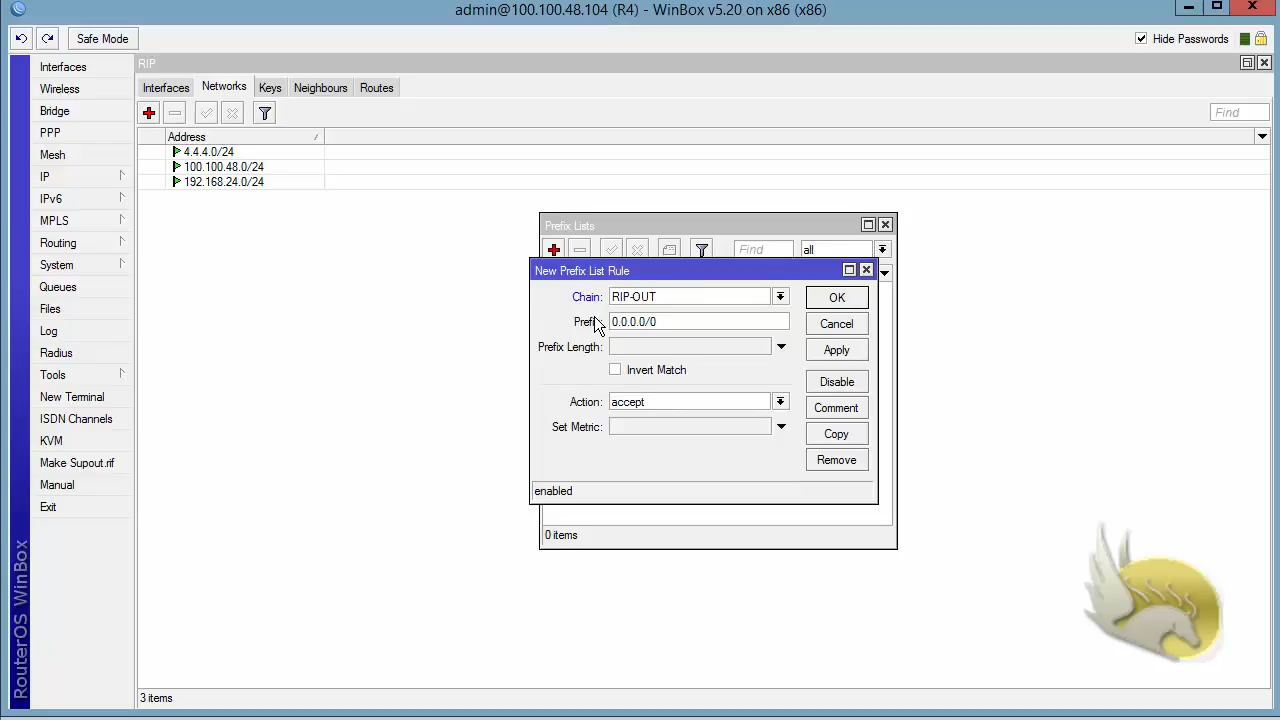 admin@100.100.48.104 (R4) - WinBox v5.20 on x86 (x86)
Safe Mode
Hide Passwords
Interfaces
Wireless
Bridge
PPP
Mesh
IP
IPv6
MPLS
Routing
System
Queues
Files
Log
Radius
Tools
New Terminal
ISDN Channels
KVM
Make Supout.rif
Manual
Exit
RouterOS WinBox
RIP
Interfaces Networks Keys Neighbours Routes
Find
Address
4.4.4.0/24
100.100.48.0/24
192.168.24.0/24
Prefix Lists
Find all
New Prefix List Rule
Chain: RIP-OUT
Prefix: 0.0.0.0/0
Prefix Length:
Invert Match
Action: accept
Set Metric:
OK
Cancel
Apply
Disable
Comment
Copy
Remove
enabled
0 items
3 items